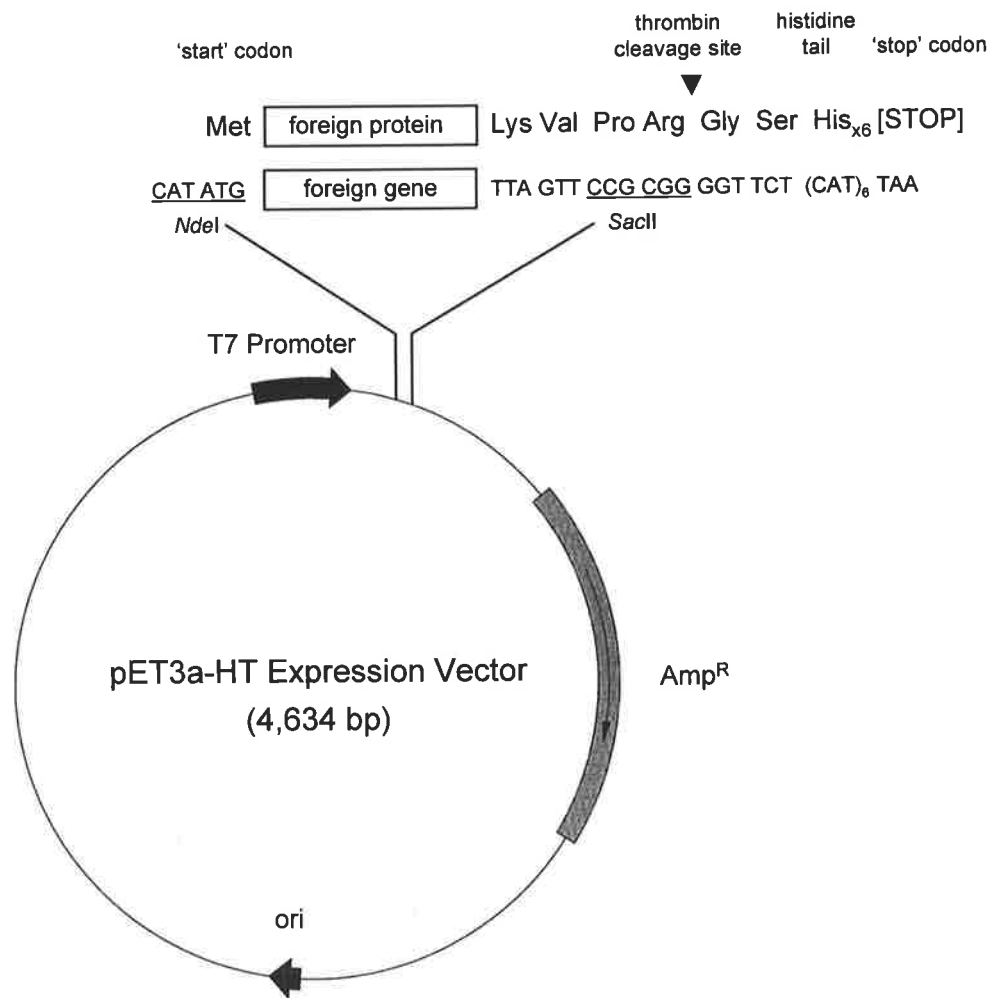 thrombin histidine
'start' codon cleavage site tail 'stop' codon
Met foreign protein Lys Val Pro Arg Gly Ser Hisx6 [STOP]
CAT ATG foreign gene TTA GTT CCG CGG GGT TCT (CAT)6 TAA
NdeI SacII
T7 Promoter
pET3a-HT Expression Vector
(4,634 bp)
AmpR
ori